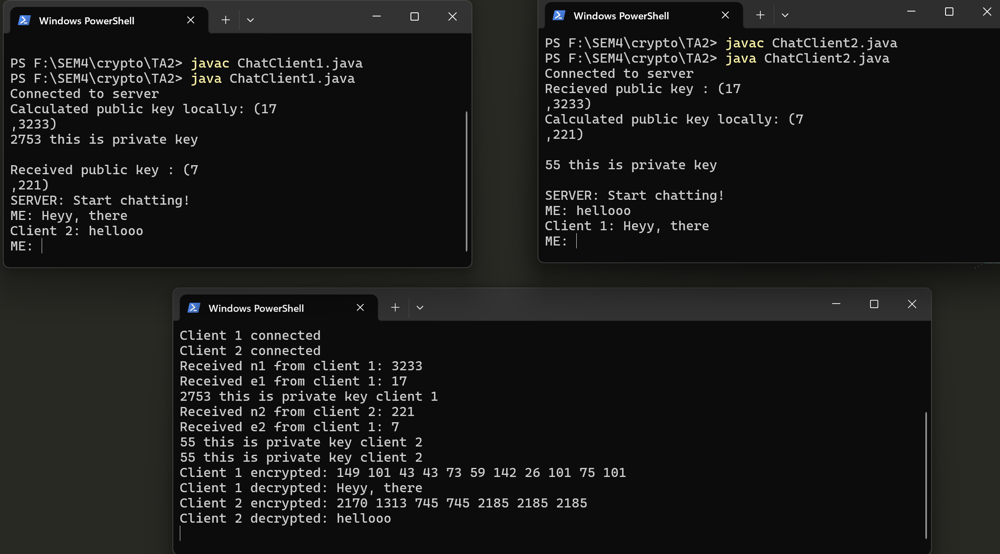 Windows PowerShell
PS F:\SEM4\crypto\TA2> javac ChatClient1.java
PS F:\SEM4\crypto\TA2> java ChatClient1.java
Connected to server
Calculated public key locally: (17
,3233)
2753 this is private key
Received public key : (7
,221)
SERVER: Start chatting!
ME: Heyy, there
Client 2: hellooo
ME:
Windows PowerShell
PS F:\SEM4\crypto\TA2> javac ChatClient2.java
PS F:\SEM4\crypto\TA2> java ChatClient2.java
Connected to server
Recieved public key : (17
,3233)
Calculated public key locally: (7
,221)
55 this is private key
SERVER: Start chatting!
ME: hellooo
Client 1: Heyy, there
ME:
Windows PowerShell
Client 1 connected
Client 2 connected
Received n1 from client 1: 3233
Received e1 from client 1: 17
2753 this is private key client 1
Received n2 from client 2: 221
Received e2 from client 1: 7
55 this is private key client 2
55 this is private key client 2
Client 1 encrypted: 149 101 43 43 73 59 142 26 101 75 101
Client 1 decrypted: Heyy, there
Client 2 encrypted: 2170 1313 745 745 2185 2185 2185
Client 2 decrypted: hellooo